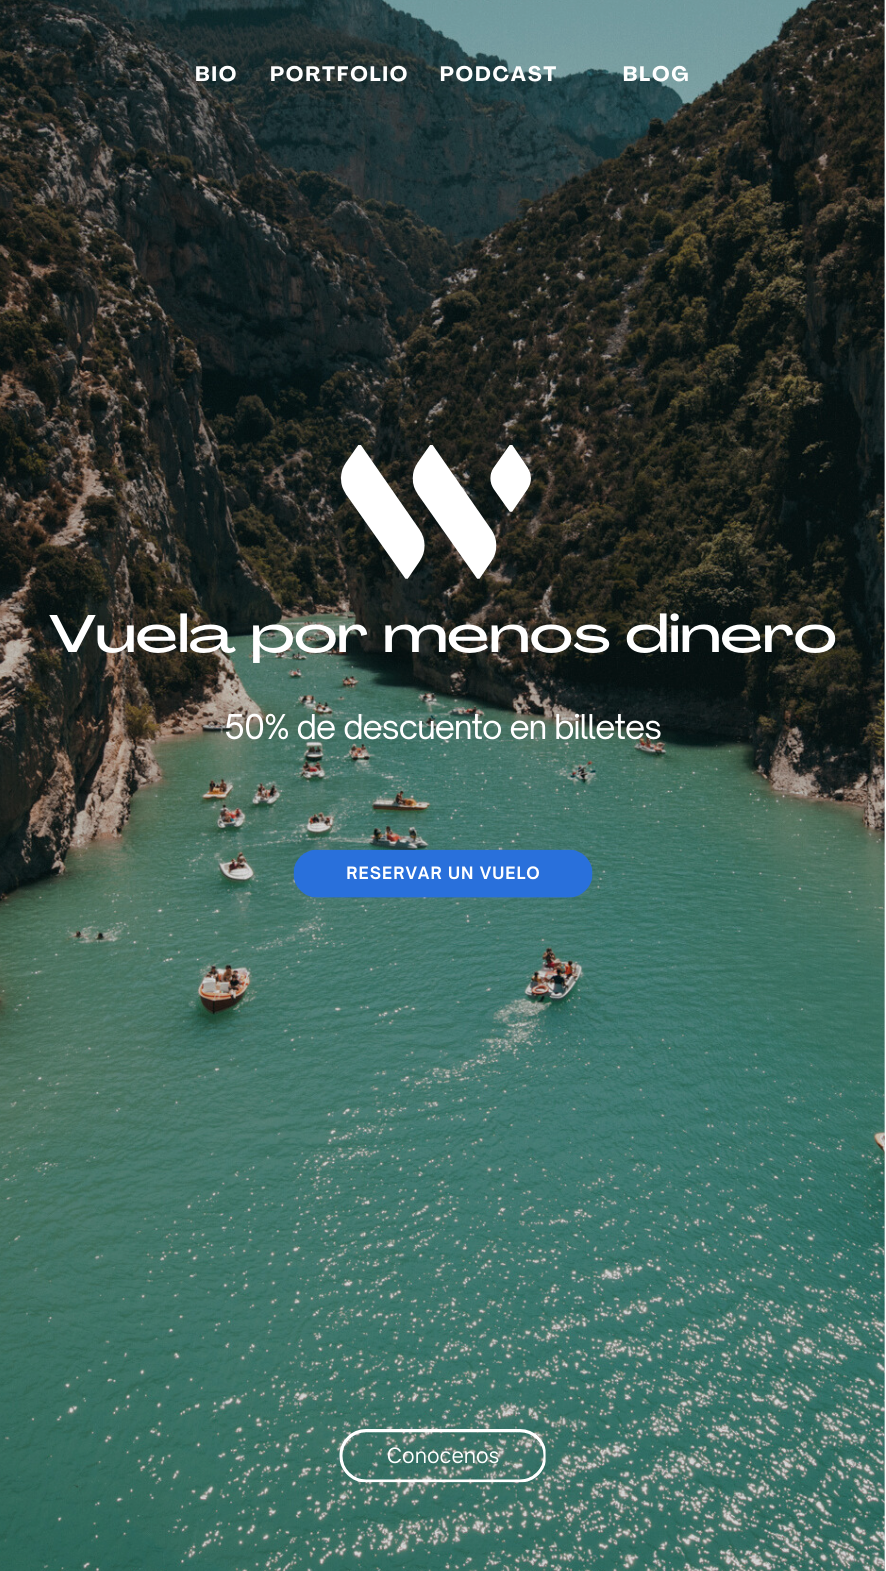 BIO PORTFOLIO PODCAST BLOG
Vuela por menos dinero
50% de descuento en billetes
RESERVAR UN VUELO
Conocenos